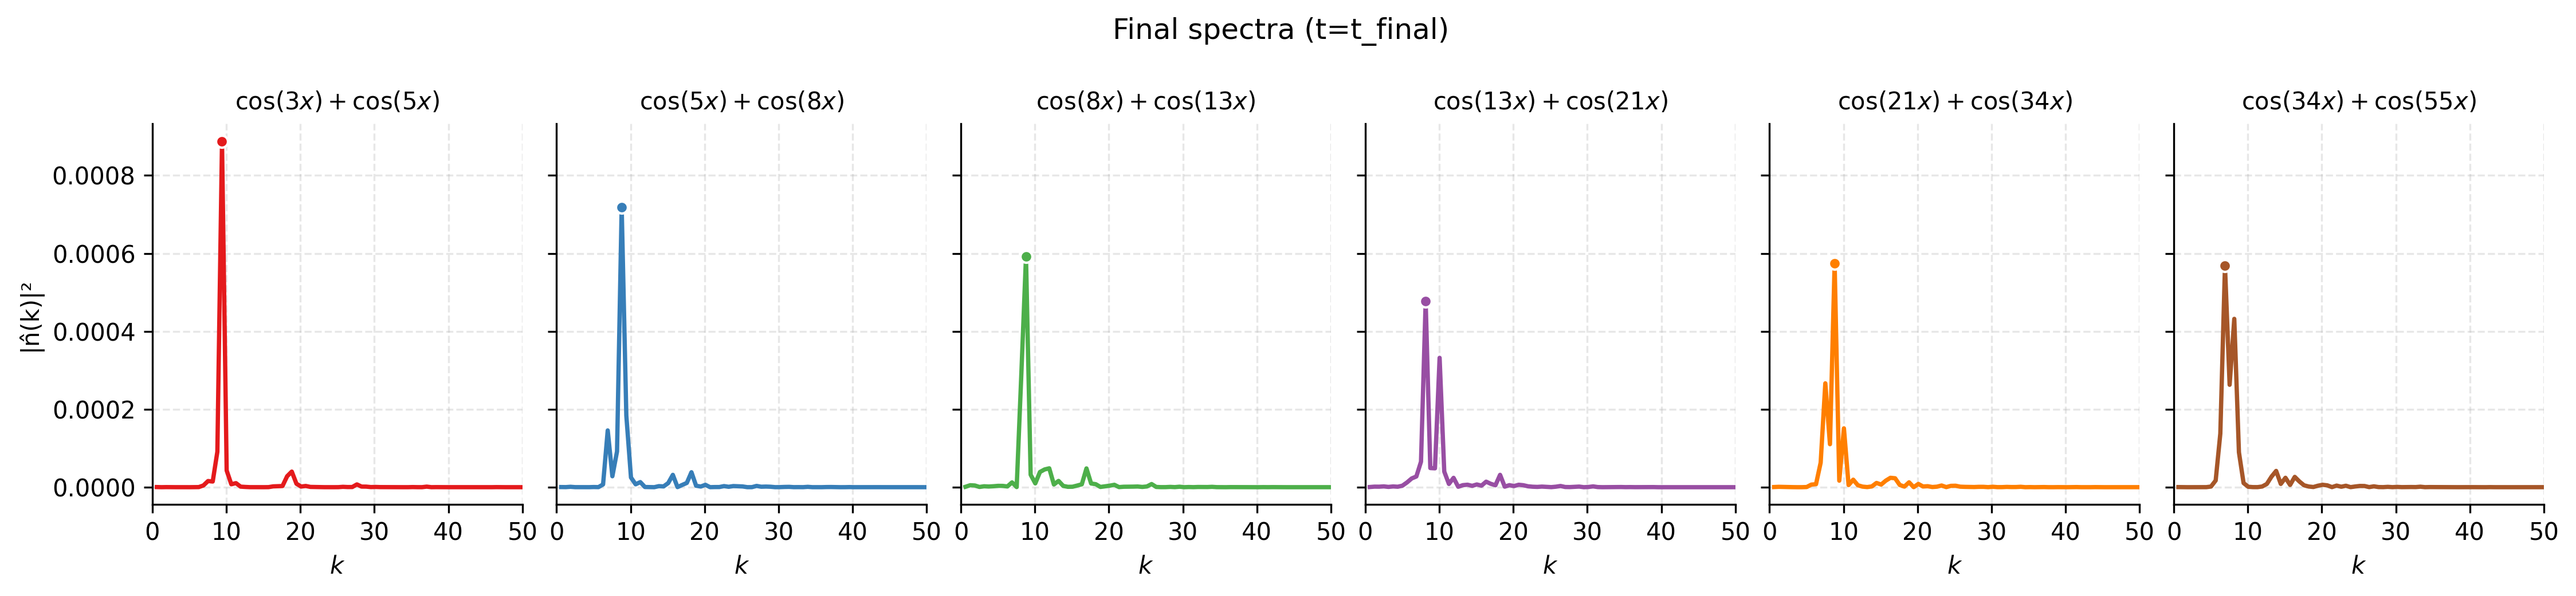 Final spectra (t=t_final)
cos(3x) + cos(5x)
cos(5x) + cos(8x)
cos(8x) + cos(13x)
cos(13x) + cos(21x)
cos(21x) + cos(34x)
cos(34x) + cos(55x)
|n̂(k)|²
0.0008
0.0006
0.0004
0.0002
0.0000
0 10 20 30 40 50 0 10 20 30 40 50 0 10 20 30 40 50 0 10 20 30 40 50 0 10 20 30 40 50 0 10 20 30 40 50
k k k k k k